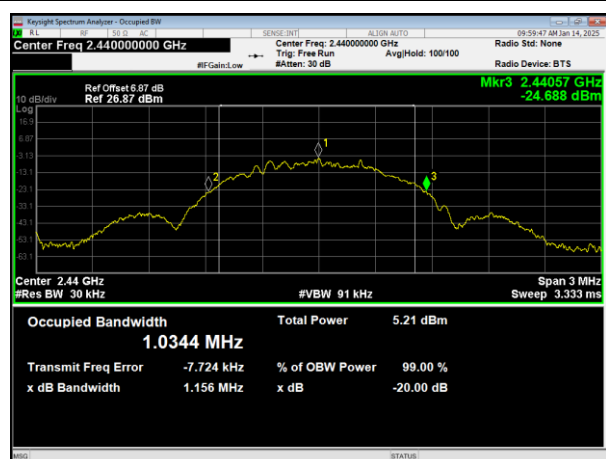 Keysight Spectrum Analyzer - Occupied BW
RL RF 50 Ω AC SENSE:INT ALIGN AUTO 09:59:47 AM Jan 14, 2025
Center Freq 2.440000000 GHz Center Freq: 2.440000000 GHz Radio Std: None
Trig: Free Run Avg|Hold: 100/100
#IFGain:Low #Atten: 30 dB Radio Device: BTS
Ref Offset 6.87 dB Mkr3 2.44057 GHz
10 dB/div Ref 26.87 dBm -24.688 dBm
Log
16.9
6.87
-3.13
1
-13.1
2 3
-23.1
-33.1
-43.1
-53.1
-63.1
Center 2.44 GHz Span 3 MHz
#Res BW 30 kHz #VBW 91 kHz Sweep 3.333 ms
Occupied Bandwidth Total Power 5.21 dBm
1.0344 MHz
Transmit Freq Error -7.724 kHz % of OBW Power 99.00 %
x dB Bandwidth 1.156 MHz x dB -20.00 dB
MSG STATUS